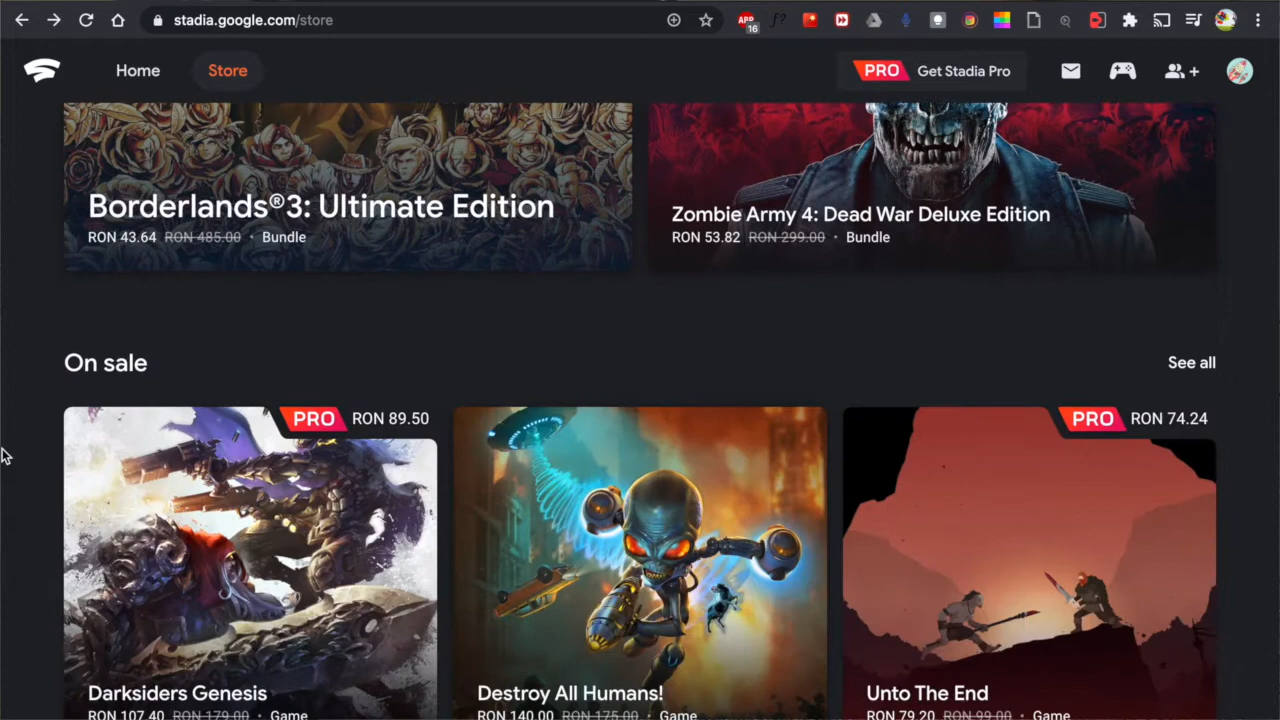 stadia.google.com/store
ABP
16
f?
Home
Store
PRO Get Stadia Pro
Borderlands®3: Ultimate Edition
RON 43.64 RON 485.00 • Bundle
Zombie Army 4: Dead War Deluxe Edition
RON 53.82 RON 299.00 • Bundle
On sale
See all
PRO RON 89.50
Darksiders Genesis
RON 107.40 RON 179.00 • Game
Destroy All Humans!
RON 140.00 RON 175.00 • Game
PRO RON 74.24
Unto The End
RON 79.20 RON 99.00 • Game